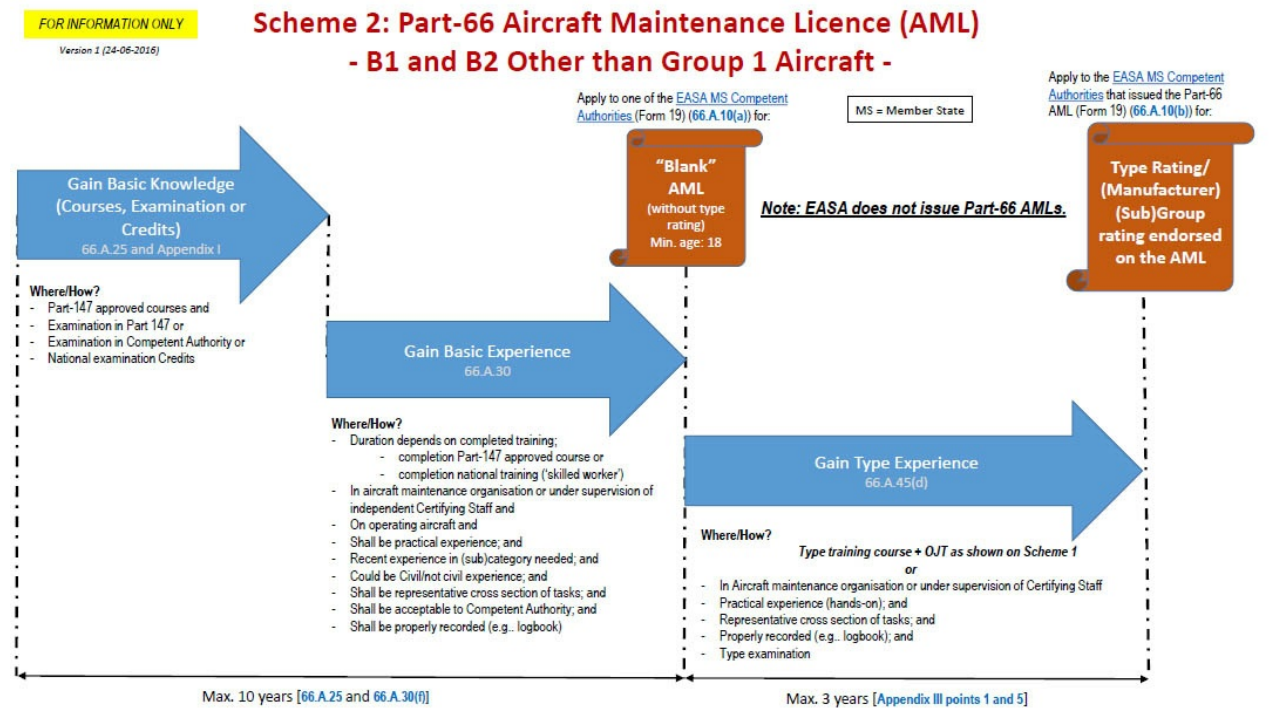 FOR INFORMATION ONLY
Version 1 (24-06-2016)
Scheme 2: Part-66 Aircraft Maintenance Licence (AML)
- B1 and B2 Other than Group 1 Aircraft -
Apply to one of the EASA MS Competent
Authorities (Form 19) (66.A.10(a)) for:
MS = Member State
Apply to the EASA MS Competent
Authorities that issued the Part-66
AML (Form 19) (66.A.10(b)) for:
"Blank"
AML
(without type
rating)
Min. age: 18
Note: EASA does not issue Part-66 AMLs.
Type Rating/
(Manufacturer)
(Sub)Group
rating endorsed
on the AML
Gain Basic Knowledge
(Courses, Examination or
Credits)
66.A.25 and Appendix I
Where/How?
- Part-147 approved courses and
- Examination in Part 147 or
- Examination in Competent Authority or
- National examination Credits
Gain Basic Experience
66.A.30
Where/How?
- Duration depends on completed training;
- completion Part-147 approved course or
- completion national training ('skilled worker')
- In aircraft maintenance organisation or under supervision of
independent Certifying Staff and
- On operating aircraft and
- Shall be practical experience; and
- Recent experience in (sub)category needed; and
- Could be Civil/not civil experience; and
- Shall be representative cross section of tasks; and
- Shall be acceptable to Competent Authority; and
- Shall be properly recorded (e.g.. logbook)
Gain Type Experience
66.A.45(d)
Where/How?
Type training course + OJT as shown on Scheme 1
or
- In Aircraft maintenance organisation or under supervision of Certifying Staff
- Practical experience (hands-on); and
- Representative cross section of tasks; and
- Properly recorded (e.g.. logbook); and
- Type examination
Max. 10 years [66.A.25 and 66.A.30(f)]
Max. 3 years [Appendix III points 1 and 5]